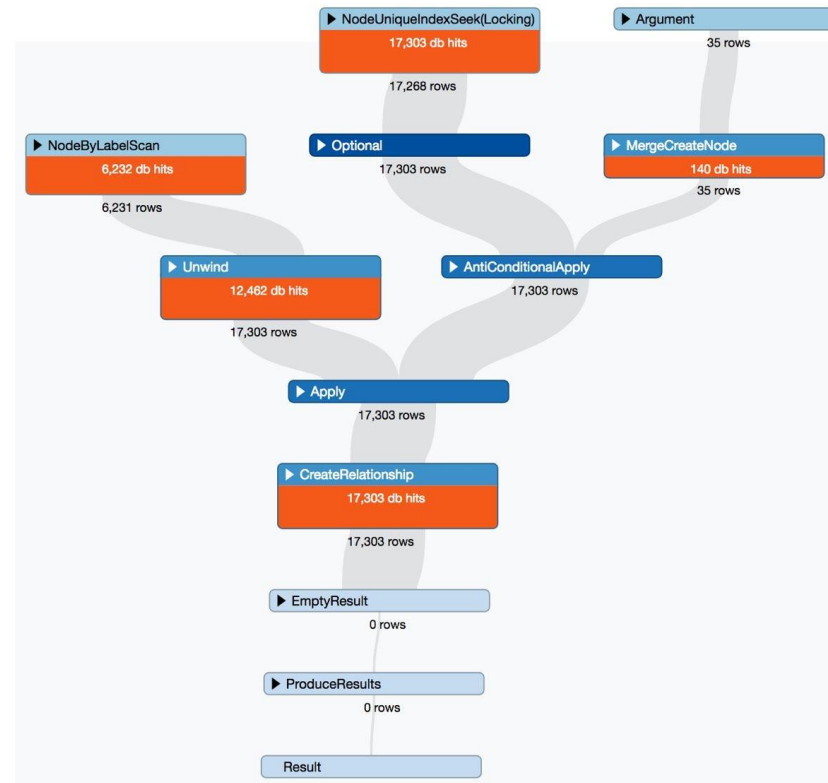 NodeUniqueIndexSeek(Locking)
17,303 db hits
17,268 rows
Argument
35 rows
NodeByLabelScan
6,232 db hits
6,231 rows
Optional
17,303 rows
MergeCreateNode
140 db hits
35 rows
Unwind
12,462 db hits
17,303 rows
AntiConditionalApply
17,303 rows
Apply
17,303 rows
CreateRelationship
17,303 db hits
17,303 rows
EmptyResult
0 rows
ProduceResults
0 rows
Result